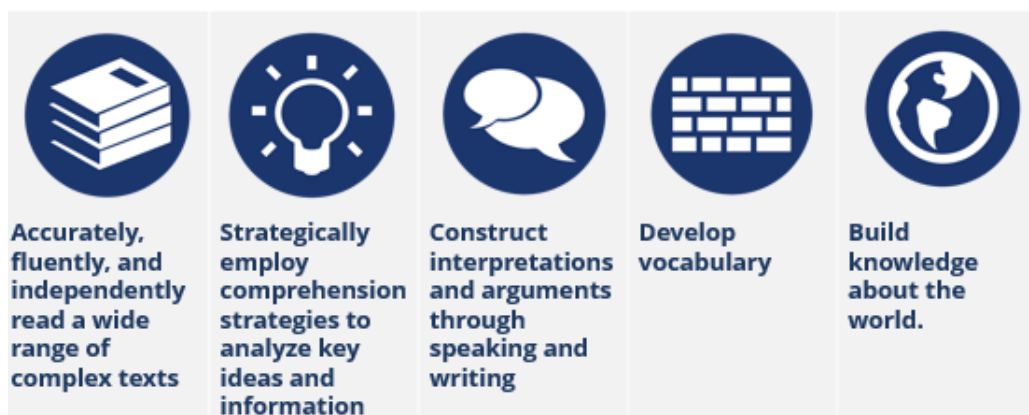 Accurately,
fluently, and
independently
read a wide
range of
complex texts
Strategically
employ
comprehension
strategies to
analyze key
ideas and
information
Construct
interpretations
and arguments
through
speaking and
writing
Develop
vocabulary
Build
knowledge
about the
world.